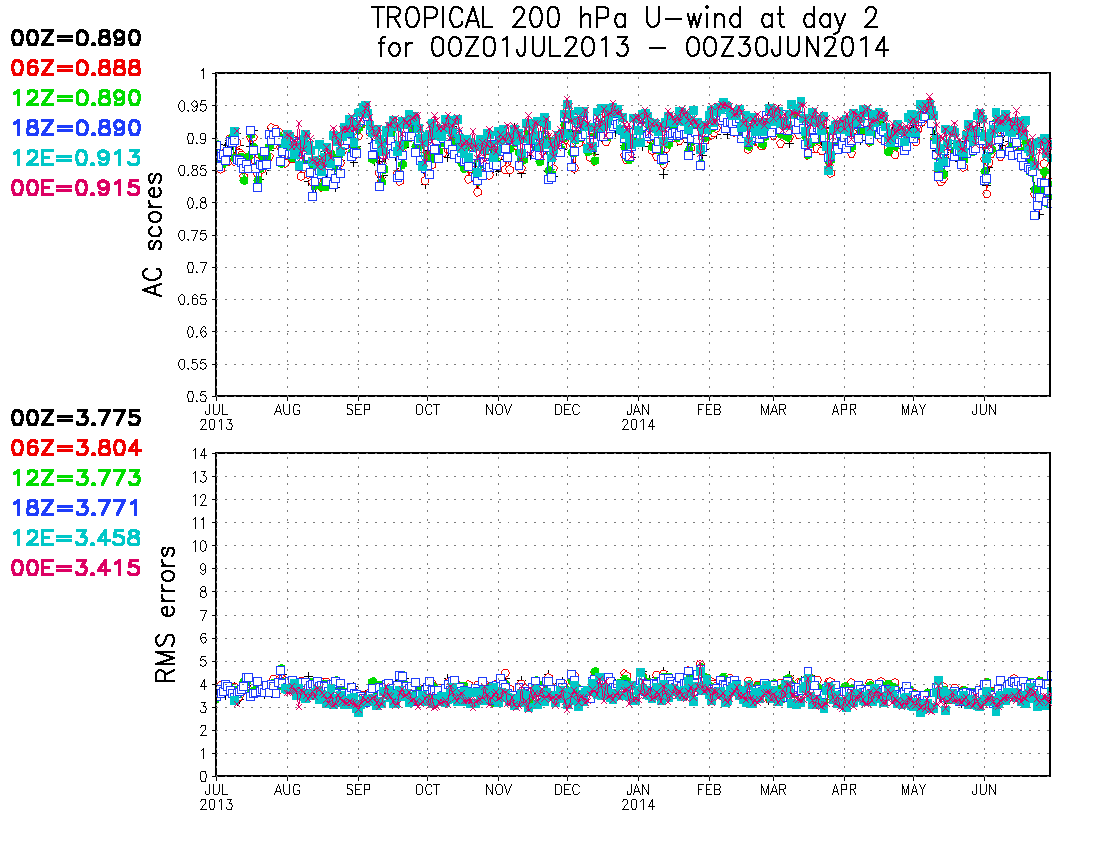 TROPICAL 200 hPa U-wind at day 2
for 00Z01JUL2013 - 00Z30JUN2014
00Z=0.890
06Z=0.888
12Z=0.890
18Z=0.890
12E=0.913
00E=0.915
AC scores
1
0.95
0.9
0.85
0.8
0.75
0.7
0.65
0.6
0.55
0.5
JUL AUG SEP OCT NOV DEC JAN FEB MAR APR MAY JUN
2013 2014
00Z=3.775
06Z=3.804
12Z=3.773
18Z=3.771
12E=3.458
00E=3.415
RMS errors
14
13
12
11
10
9
8
7
6
5
4
3
2
1
0
JUL AUG SEP OCT NOV DEC JAN FEB MAR APR MAY JUN
2013 2014